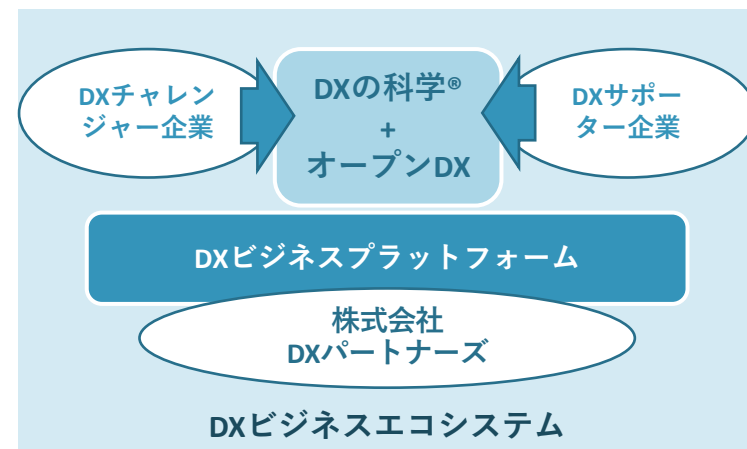 DXチャレン
ジャー企業
DXの科学®
+
オープンDX
DXサポー
ター企業
DXビジネスプラットフォーム
株式会社
DXパートナーズ
DXビジネスエコシステム